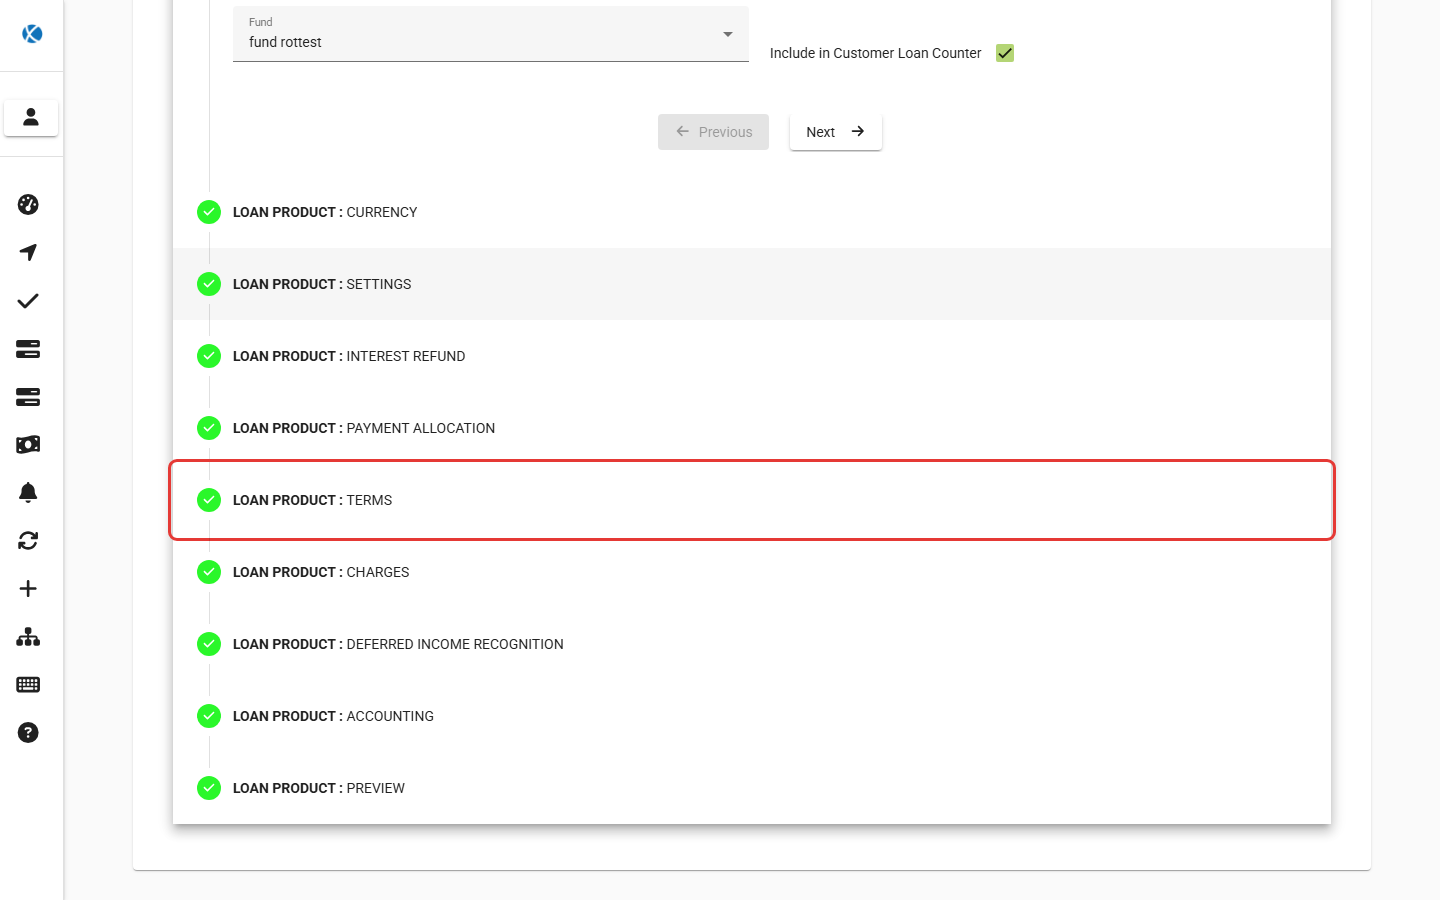 Fund
fund rottest
Include in Customer Loan Counter
Previous
Next
LOAN PRODUCT : CURRENCY
LOAN PRODUCT : SETTINGS
LOAN PRODUCT : INTEREST REFUND
LOAN PRODUCT : PAYMENT ALLOCATION
LOAN PRODUCT : TERMS
LOAN PRODUCT : CHARGES
LOAN PRODUCT : DEFERRED INCOME RECOGNITION
LOAN PRODUCT : ACCOUNTING
LOAN PRODUCT : PREVIEW